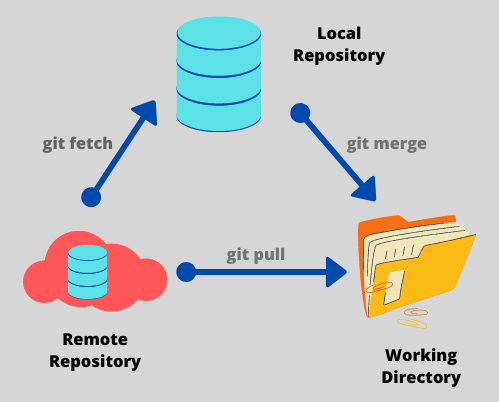 Local
Repository
git fetch
git merge
git pull
Remote
Repository
Working
Directory